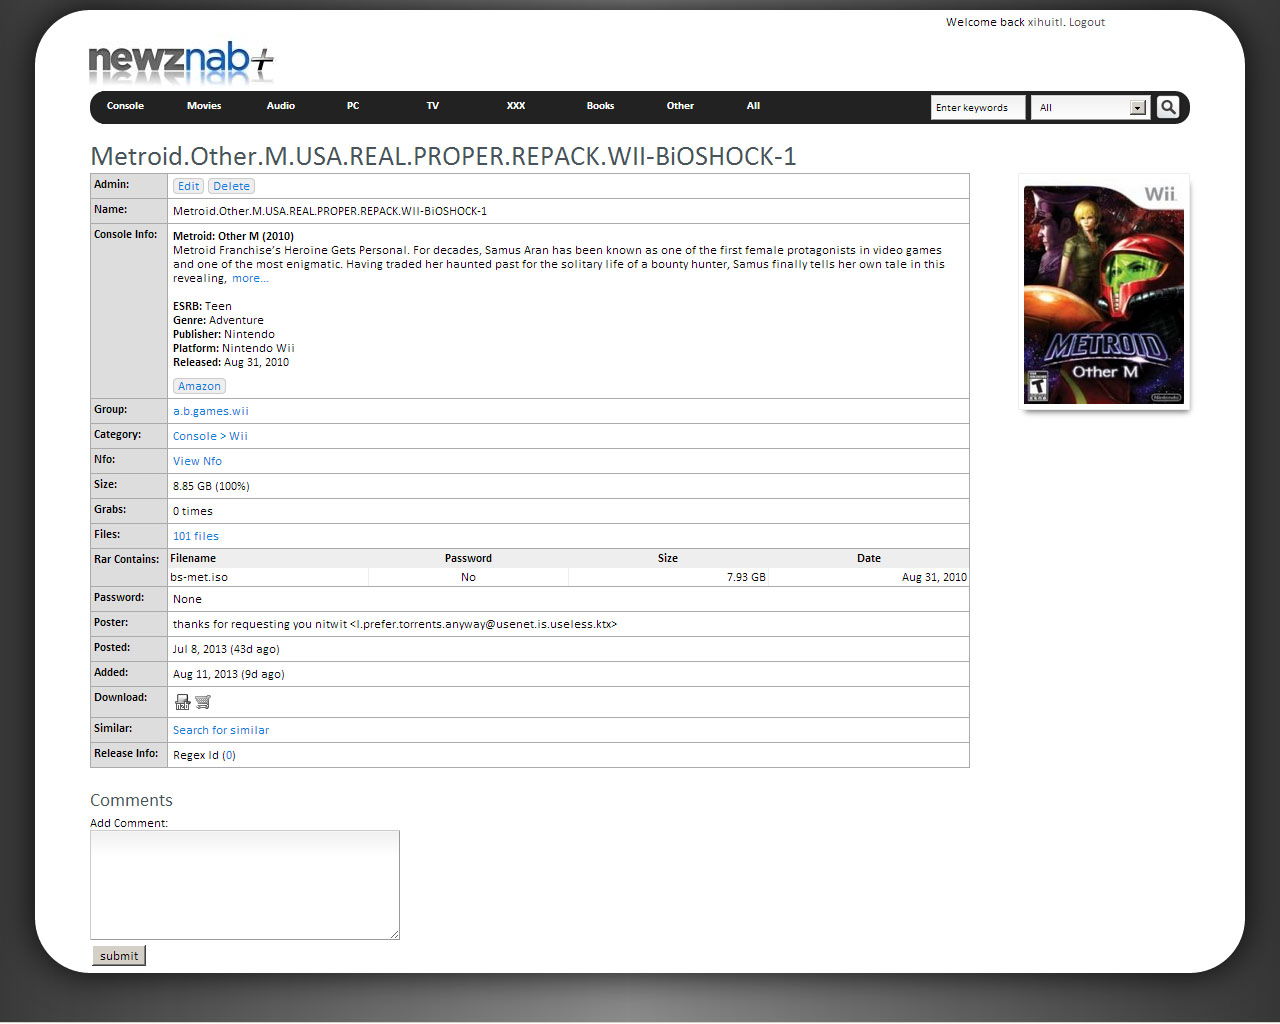 Welcome back xihuitl. Logout
newznab+
Console Movies Audio PC TV XXX Books Other All Enter keywords All
Metroid.Other.M.USA.REAL.PROPER.REPACK.WII-BiOSHOCK-1
Admin: Edit Delete
Name: Metroid.Other.M.USA.REAL.PROPER.REPACK.WII-BiOSHOCK-1
Console Info: Metroid: Other M (2010)
Metroid Franchise's Heroine Gets Personal. For decades, Samus Aran has been known as one of the first female protagonists in video games
and one of the most enigmatic. Having traded her haunted past for the solitary life of a bounty hunter, Samus finally tells her own tale in this
revealing, more...
ESRB: Teen
Genre: Adventure
Publisher: Nintendo
Platform: Nintendo Wii
Released: Aug 31, 2010
Amazon
Wii
METROID
Other M
T
Nintendo
Group: a.b.games.wii
Category: Console > Wii
Nfo: View Nfo
Size: 8.85 GB (100%)
Grabs: 0 times
Files: 101 files
Rar Contains: Filename Password Size Date
bs-met.iso No 7.93 GB Aug 31, 2010
Password: None
Poster: thanks for requesting you nitwit <I.prefer.torrents.anyway@usenet.is.useless.ktx>
Posted: Jul 8, 2013 (43d ago)
Added: Aug 11, 2013 (9d ago)
Download:
Similar: Search for similar
Release Info: Regex Id (0)
Comments
Add Comment:
submit